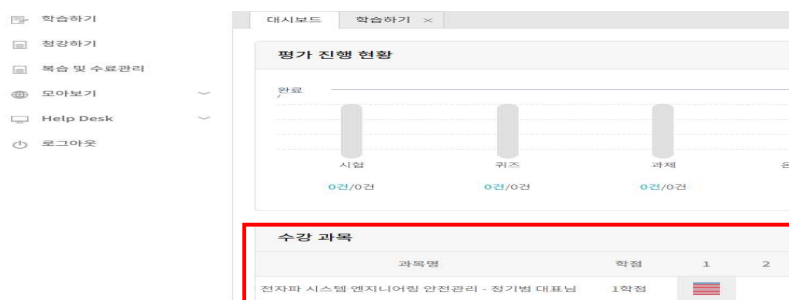 학습하기
청강하기
복습 및 수료관리
모아보기
Help Desk
로그아웃
대시보드 학습하기 ×
평가 진행 현황
완료
시험 퀴즈 과제
0건/0건 0건/0건 0건/0건
수강 과목
과목명 학점 1 2
전자파 시스템 엔지니어링 안전관리 - 정기범 대표님 1학점